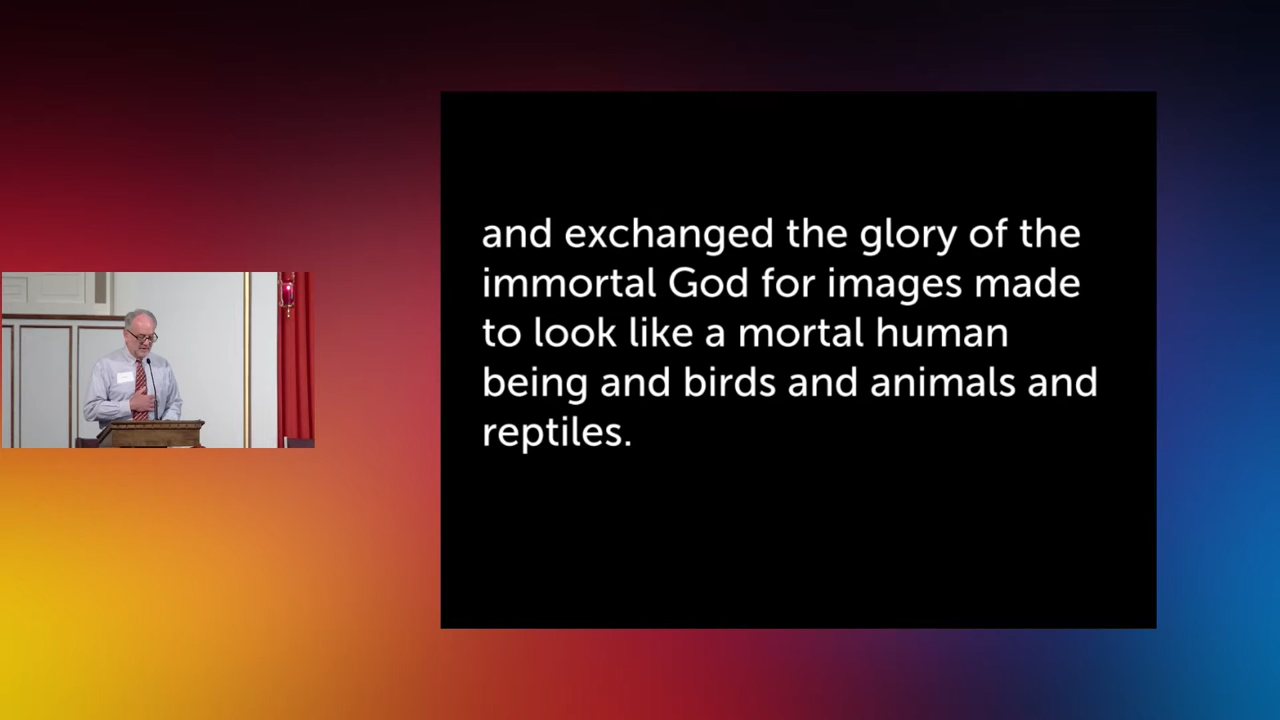 and exchanged the glory of the
immortal God for images made
to look like a mortal human
being and birds and animals and
reptiles.